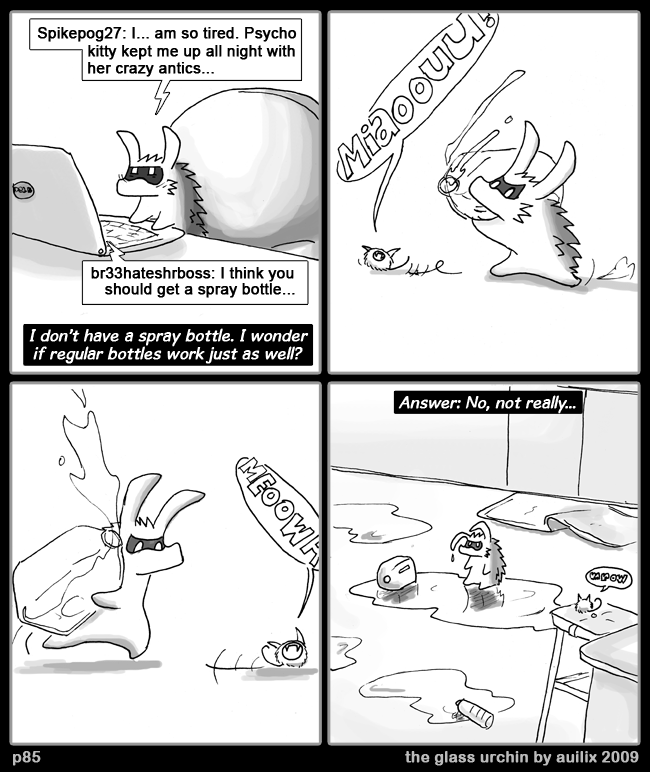 Spikepog27: I... am so tired. Psycho
kitty kept me up all night with
her crazy antics...
DELL
br33hateshrboss: I think you
should get a spray bottle...
I don't have a spray bottle. I wonder
if regular bottles work just as well?
Miaoouuu!
MEOOWH
Answer: No, not really...
p85
the glass urchin by auilix 2009